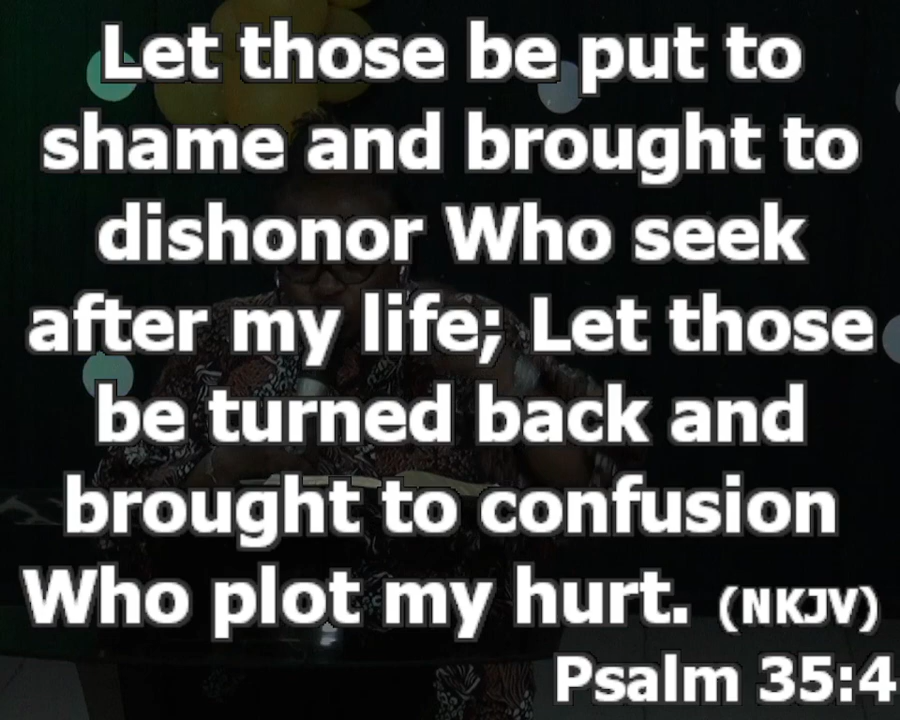 Let those be put to
shame and brought to
dishonor Who seek
after my life; Let those
be turned back and
brought to confusion
Who plot my hurt. (NKJV)
Psalm 35:4